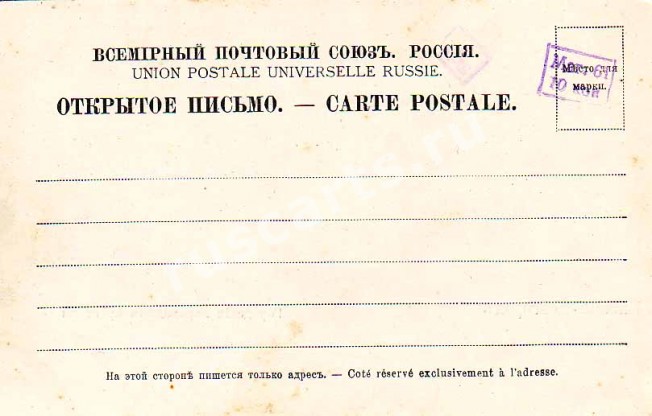 ВСЕМІРНЫЙ ПОЧТОВЫЙ СОЮЗЪ. РОССІЯ.
UNION POSTALE UNIVERSELLE RUSSIE.
ОТКРЫТОЕ ПИСЬМО. — CARTE POSTALE.
Мѣсто для
марки.
На этой сторонѣ пишется только адресъ. — Coté réservé exclusivement à l'adresse.